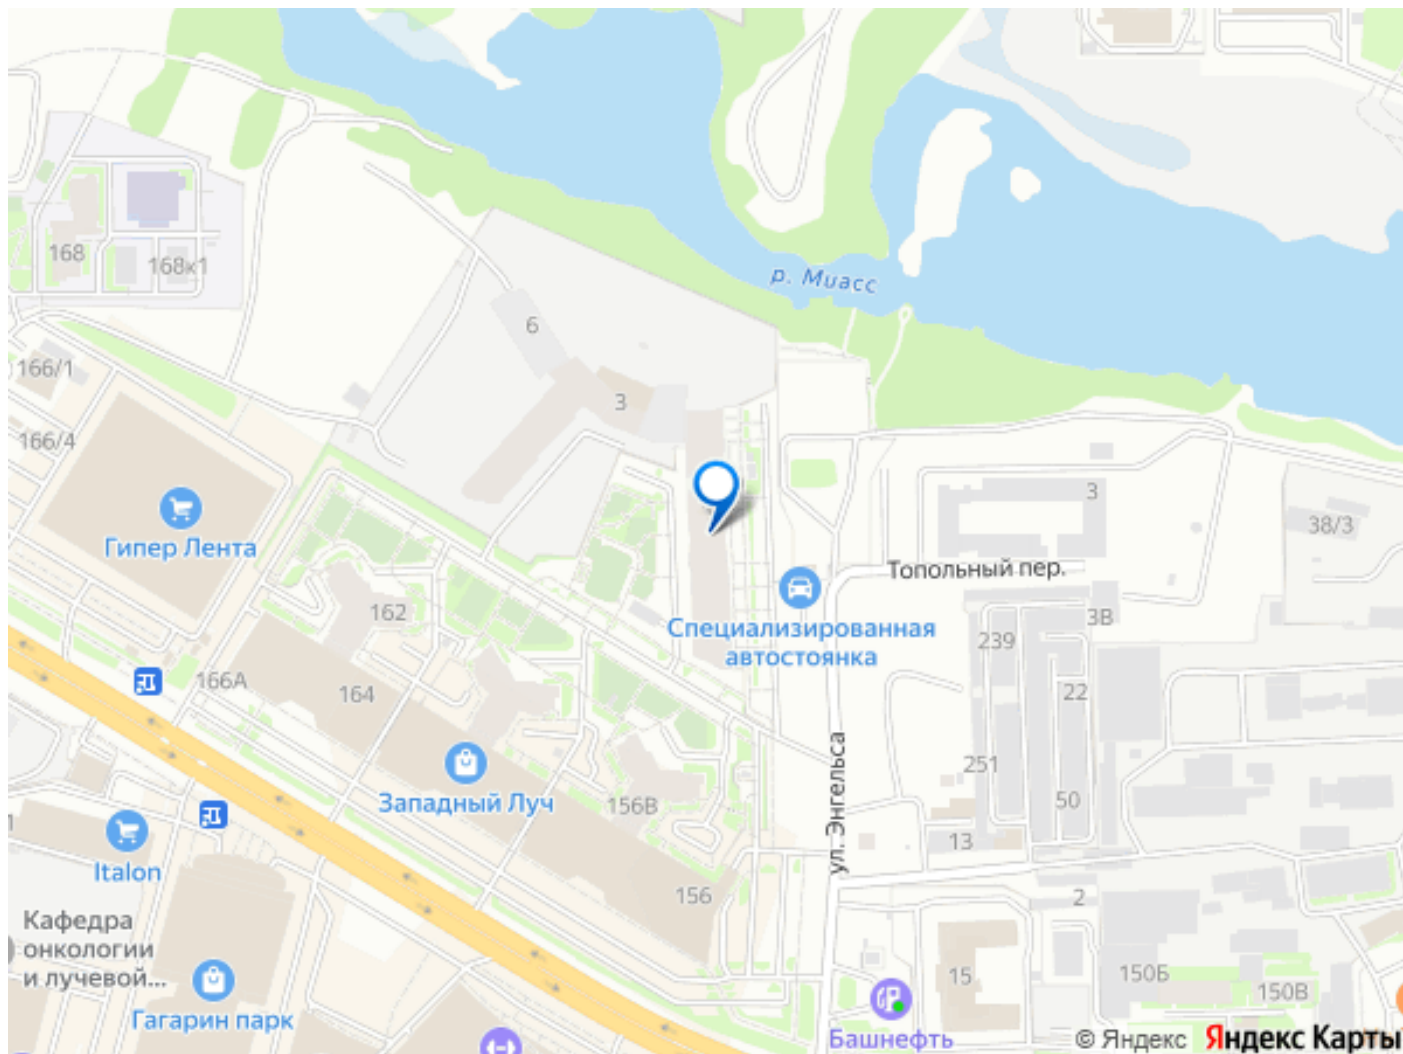 р. Миасс
168
168к1
6
166/1
3
166/4
3
38/3
Гипер Лента
Топольный пер.
162
3В
Специализированная
автостоянка
239
166А
164
22
ул. Энгельса
251
Западный Луч
156В
50
13
Italon
156
2
Кафедра
онкологии
и лучевой...
15
150Б
150В
Гагарин парк
Башнефть
© Яндекс Яндекс Карты